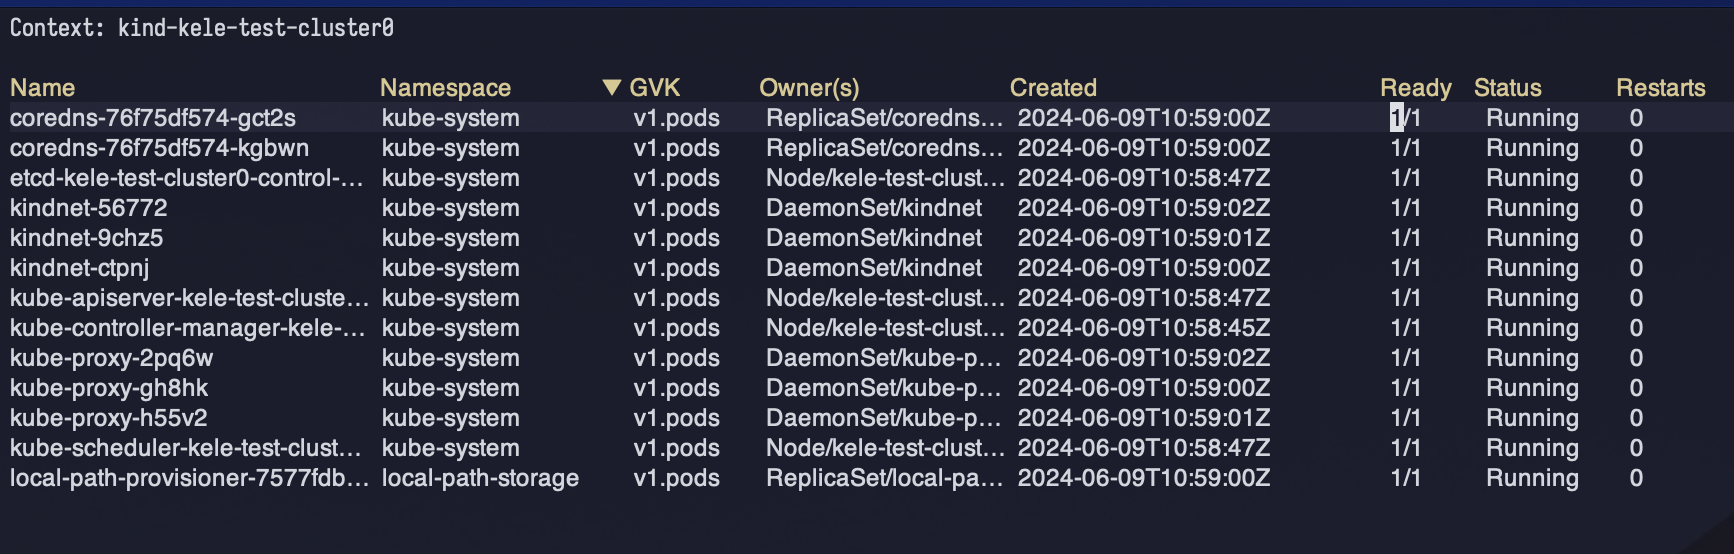 Context: kind-kele-test-cluster0
Name Namespace ▼ GVK Owner(s) Created Ready Status Restarts
coredns-76f75df574-gct2s kube-system v1.pods ReplicaSet/coredns… 2024-06-09T10:59:00Z 1/1 Running 0
coredns-76f75df574-kgbwn kube-system v1.pods ReplicaSet/coredns… 2024-06-09T10:59:00Z 1/1 Running 0
etcd-kele-test-cluster0-control-… kube-system v1.pods Node/kele-test-clust… 2024-06-09T10:58:47Z 1/1 Running 0
kindnet-56772 kube-system v1.pods DaemonSet/kindnet 2024-06-09T10:59:02Z 1/1 Running 0
kindnet-9chz5 kube-system v1.pods DaemonSet/kindnet 2024-06-09T10:59:01Z 1/1 Running 0
kindnet-ctpnj kube-system v1.pods DaemonSet/kindnet 2024-06-09T10:59:00Z 1/1 Running 0
kube-apiserver-kele-test-cluste… kube-system v1.pods Node/kele-test-clust… 2024-06-09T10:58:47Z 1/1 Running 0
kube-controller-manager-kele-… kube-system v1.pods Node/kele-test-clust… 2024-06-09T10:58:45Z 1/1 Running 0
kube-proxy-2pq6w kube-system v1.pods DaemonSet/kube-p… 2024-06-09T10:59:02Z 1/1 Running 0
kube-proxy-gh8hk kube-system v1.pods DaemonSet/kube-p… 2024-06-09T10:59:00Z 1/1 Running 0
kube-proxy-h55v2 kube-system v1.pods DaemonSet/kube-p… 2024-06-09T10:59:01Z 1/1 Running 0
kube-scheduler-kele-test-clust… kube-system v1.pods Node/kele-test-clust… 2024-06-09T10:58:47Z 1/1 Running 0
local-path-provisioner-7577fdb… local-path-storage v1.pods ReplicaSet/local-pa… 2024-06-09T10:59:00Z 1/1 Running 0